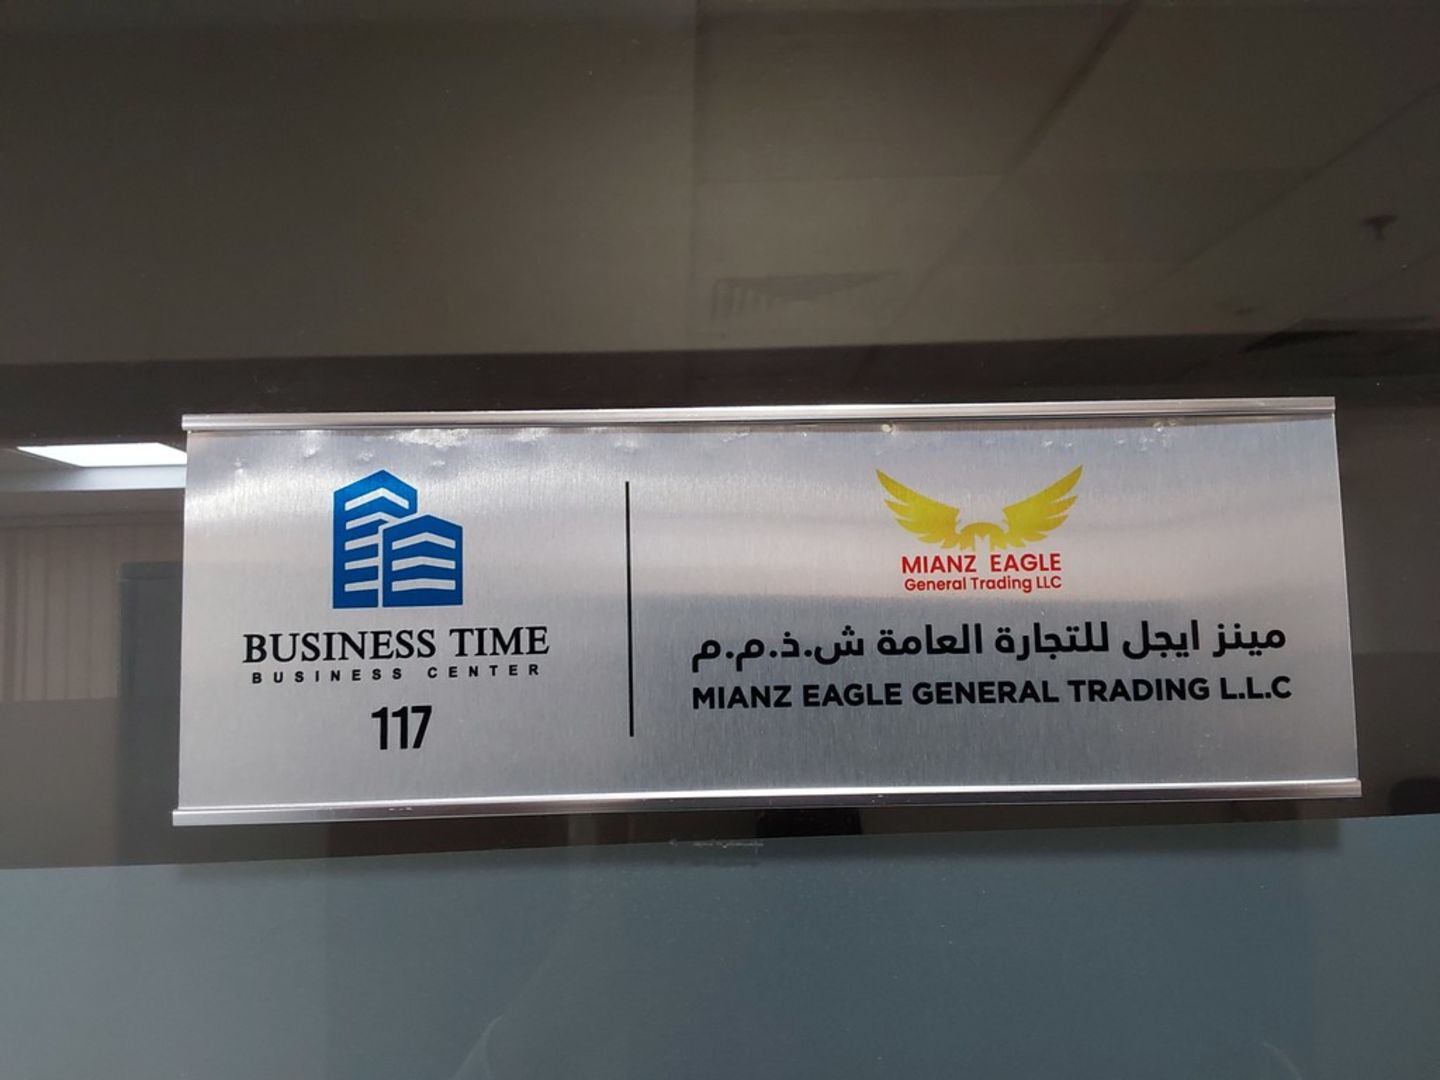 BUSINESS TIME
BUSINESS CENTER
117
MIANZ EAGLE
General Trading LLC
مينز ايجل للتجارة العامة ش.ذ.م.م
MIANZ EAGLE GENERAL TRADING L.L.C